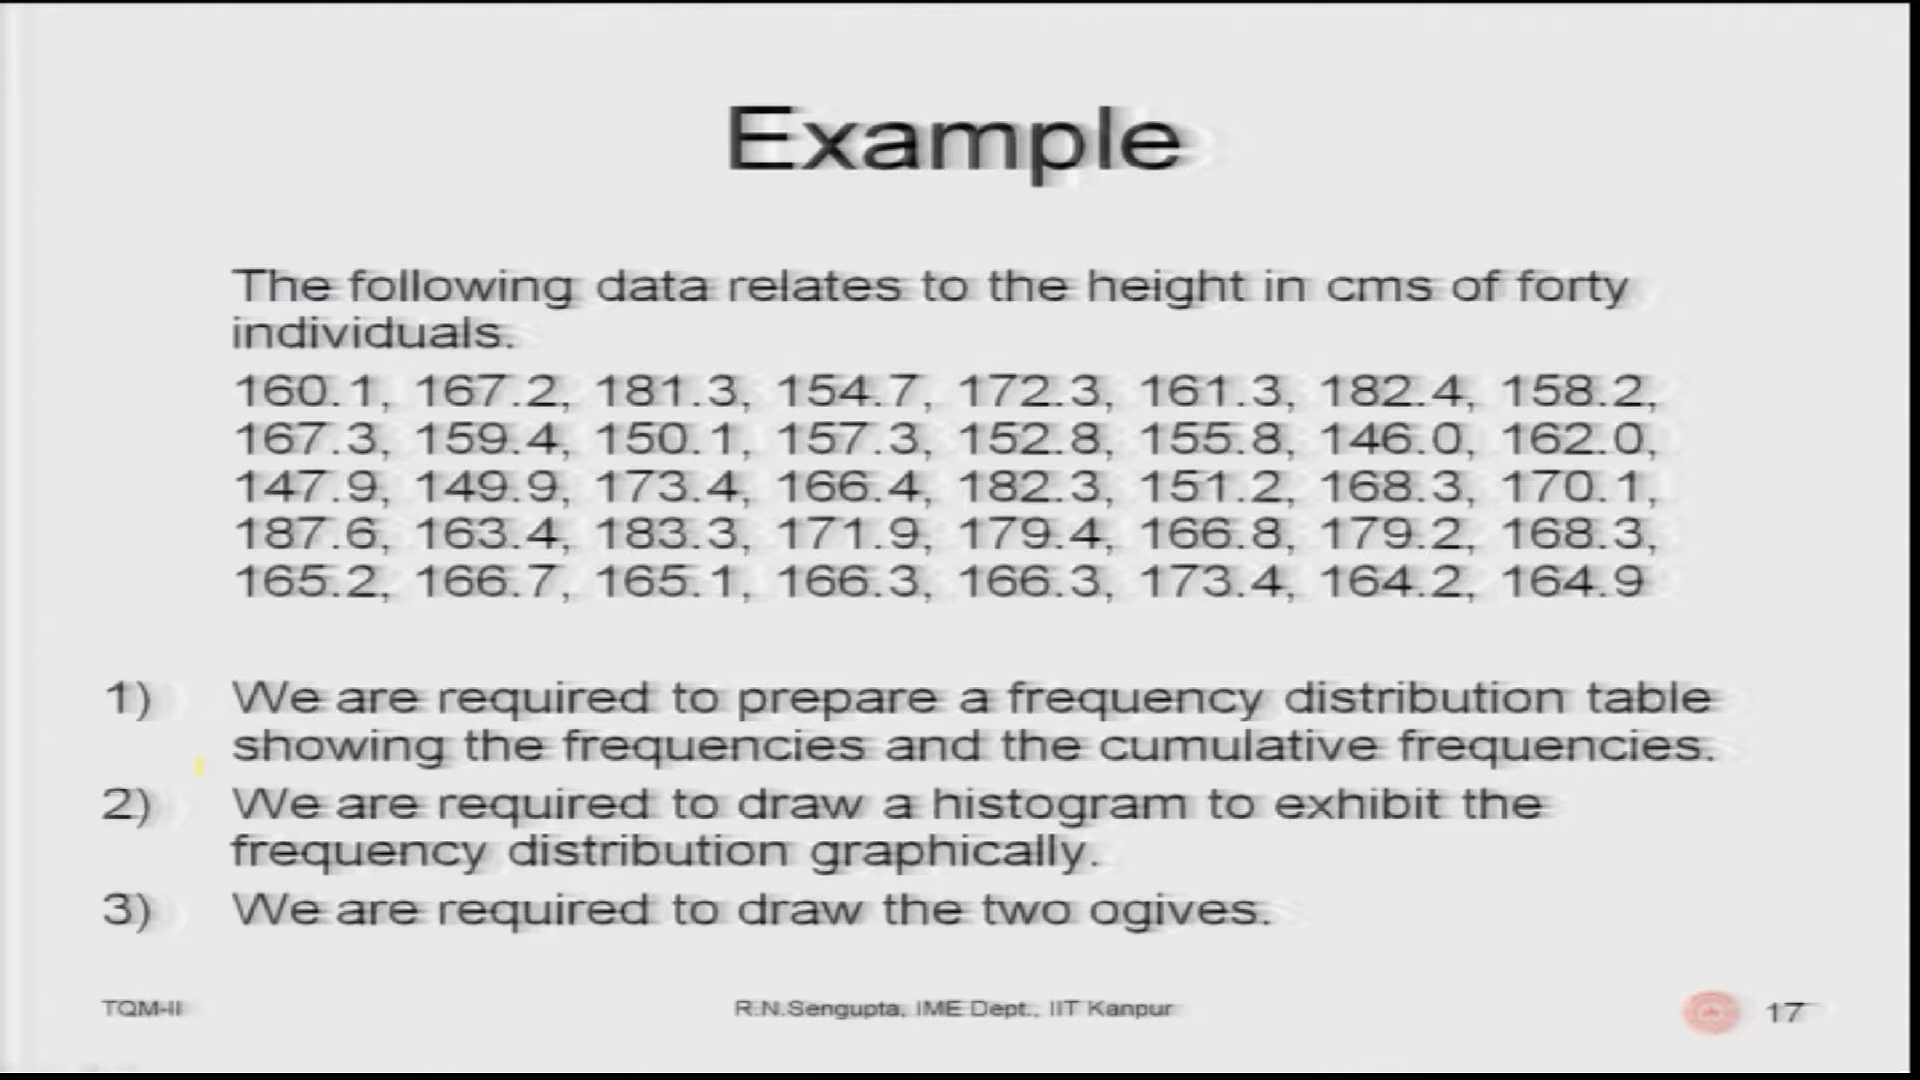 Example
The following data relates to the height in cms of forty
individuals.
160.1, 167.2, 181.3, 154.7, 172.3, 161.3, 182.4, 158.2,
167.3, 159.4, 150.1, 157.3, 152.8, 155.8, 146.0, 162.0,
147.9, 149.9, 173.4, 166.4, 182.3, 151.2, 168.3, 170.1,
187.6, 163.4, 183.3, 171.9, 179.4, 166.8, 179.2, 168.3,
165.2, 166.7, 165.1, 166.3, 166.3, 173.4, 164.2, 164.9
1) We are required to prepare a frequency distribution table
showing the frequencies and the cumulative frequencies.
2) We are required to draw a histogram to exhibit the
frequency distribution graphically.
3) We are required to draw the two ogives.
TQM-II R.N.Sengupta, IME Dept., IIT Kanpur 17